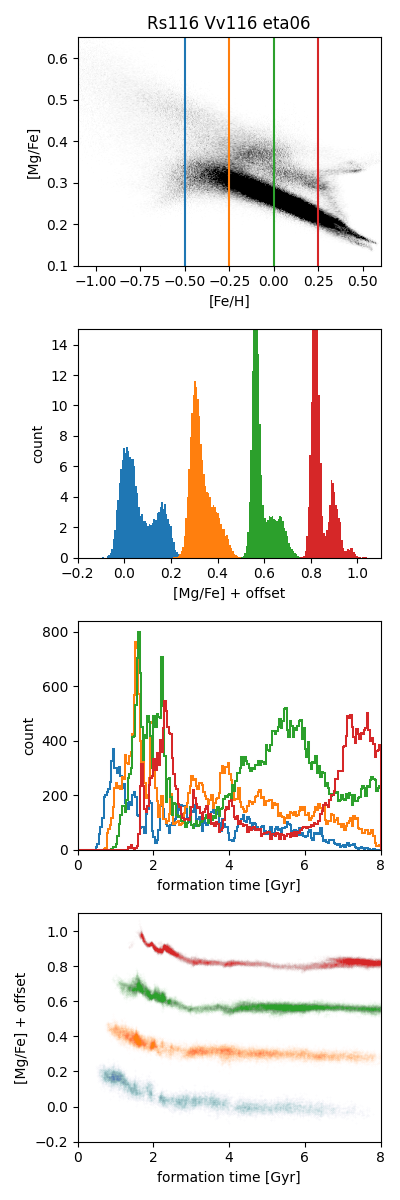 Rs116 Vv116 eta06
0.6
0.5
0.4
0.3
0.2
0.1
[Mg/Fe]
−1.00 −0.75 −0.50 −0.25 0.00 0.25 0.50
[Fe/H]
14
12
10
8
6
4
2
0
count
−0.2 0.0 0.2 0.4 0.6 0.8 1.0
[Mg/Fe] + offset
800
600
400
200
0
count
0 2 4 6 8
formation time [Gyr]
1.0
0.8
0.6
0.4
0.2
0.0
−0.2
[Mg/Fe] + offset
0 2 4 6 8
formation time [Gyr]